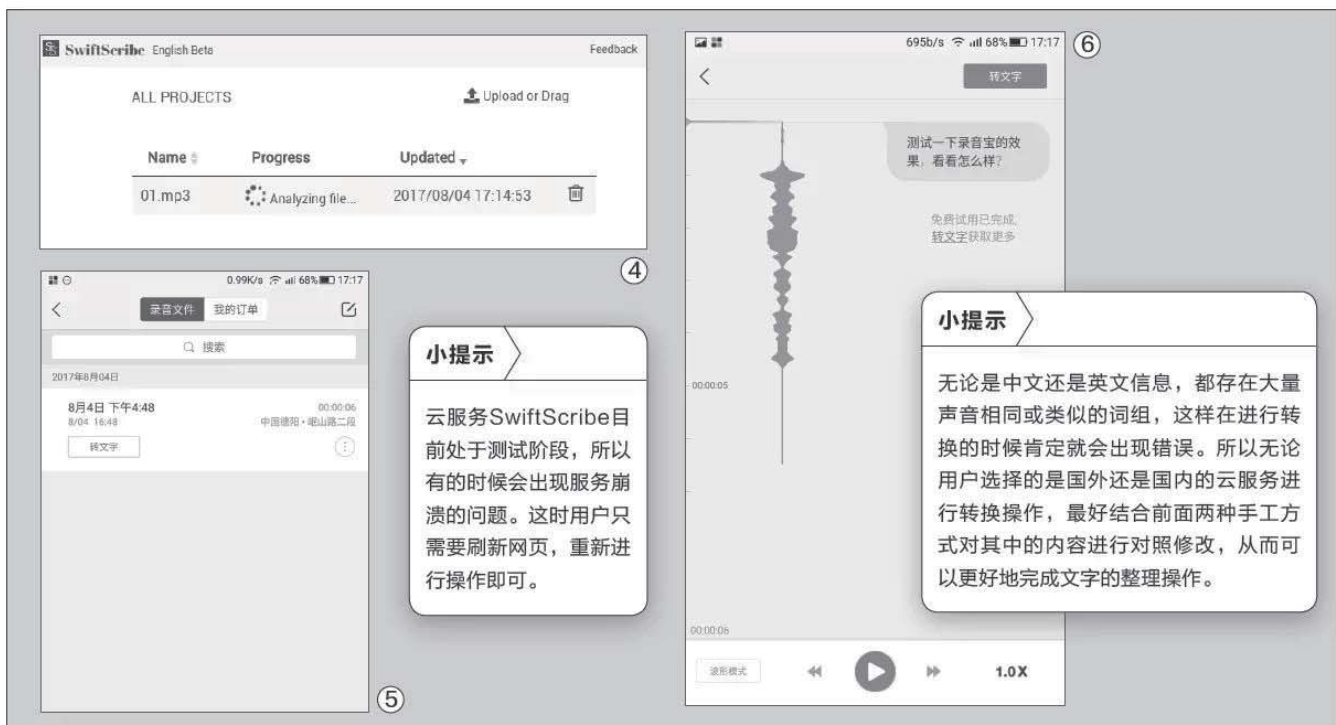 SwiftScribe English Beta
Feedback
ALL PROJECTS
Upload or Drag
Name
Progress
Updated
01.mp3
Analyzing file...
2017/08/04 17:14:53
④
0.99K/s 68% 17:17
录音文件
我的订单
搜索
2017年8月04日
8月4日 下午4:48
00:00:06
8/04 16:48
中国德阳·岷山路二段
转文字
⑤
小提示
云服务SwiftScribe目
前处于测试阶段，所以
有的时候会出现服务崩
溃的问题。这时用户只
需要刷新网页，重新进
行操作即可。
695b/s 68% 17:17
⑥
转文字
测试一下录音宝的效
果，看看怎么样？
免费试用已完成,
转文字获取更多
00:00:05
00:00:06
波形模式
1.0X
小提示
无论是中文还是英文信息，都存在大量
声音相同或类似的词组，这样在进行转
换的时候肯定就会出现错误。所以无论
用户选择的是国外还是国内的云服务进
行转换操作，最好结合前面两种手工方
式对其中的内容进行对照修改，从而可
以更好地完成文字的整理操作。